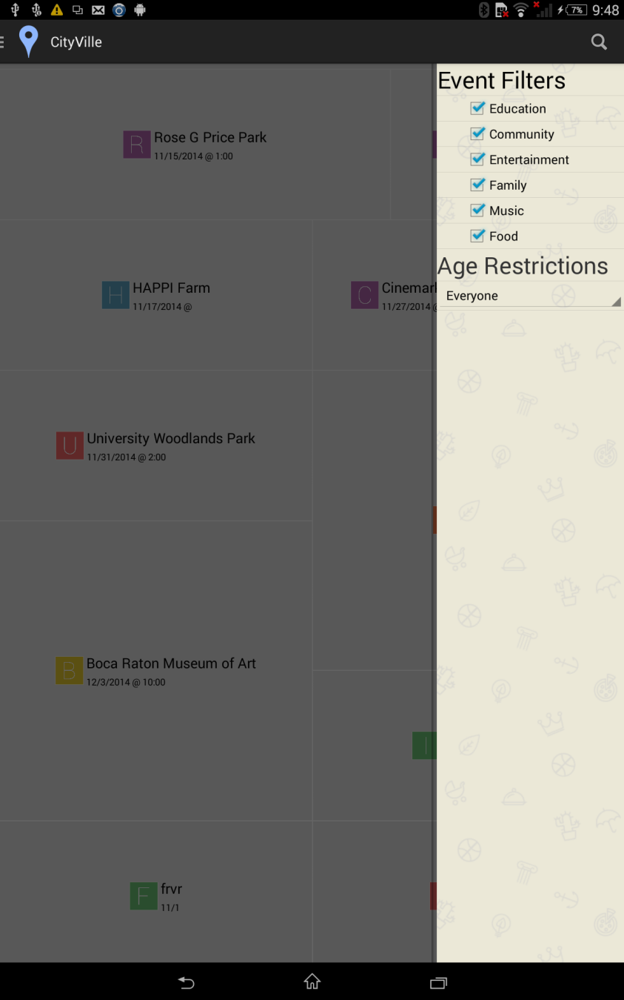 7% 9:48
CityVille
R Rose G Price Park
11/15/2014 @ 1:00
H HAPPI Farm
11/17/2014 @
C Cinemar
11/27/2014 @
U University Woodlands Park
11/31/2014 @ 2:00
B Boca Raton Museum of Art
12/3/2014 @ 10:00
I
F frvr
11/1
Event Filters
Education
Community
Entertainment
Family
Music
Food
Age Restrictions
Everyone